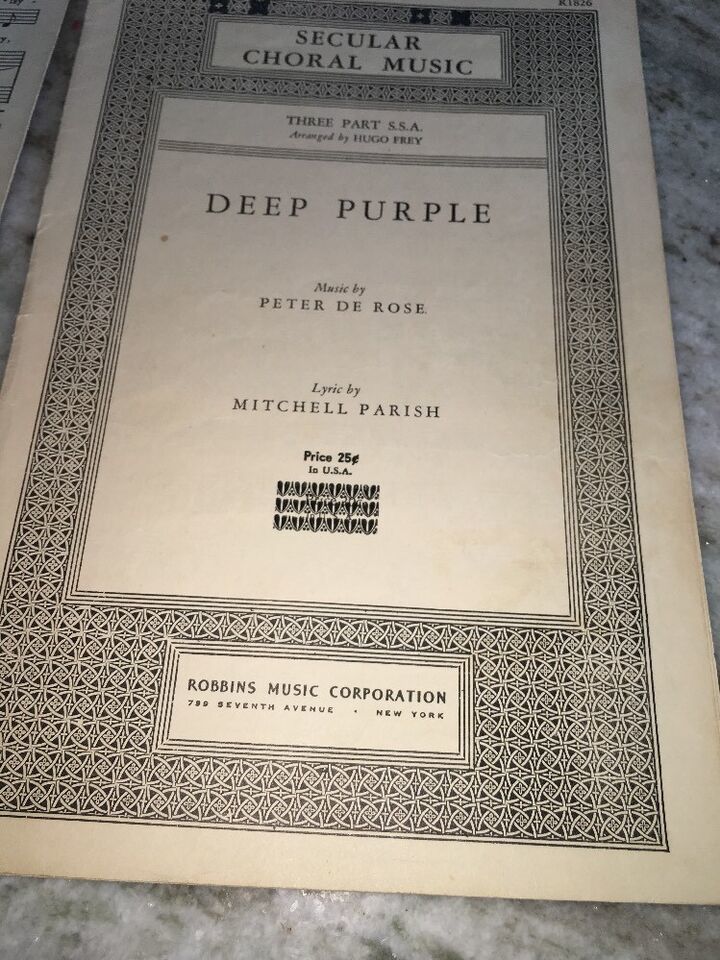 R1826
SECULAR
CHORAL MUSIC
THREE PART S.S.A.
Arranged by HUGO FREY
DEEP PURPLE
Music by
PETER DE ROSE.
Lyric by
MITCHELL PARISH
Price 25¢
In U.S.A.
ROBBINS MUSIC CORPORATION
799 SEVENTH AVENUE · NEW YORK